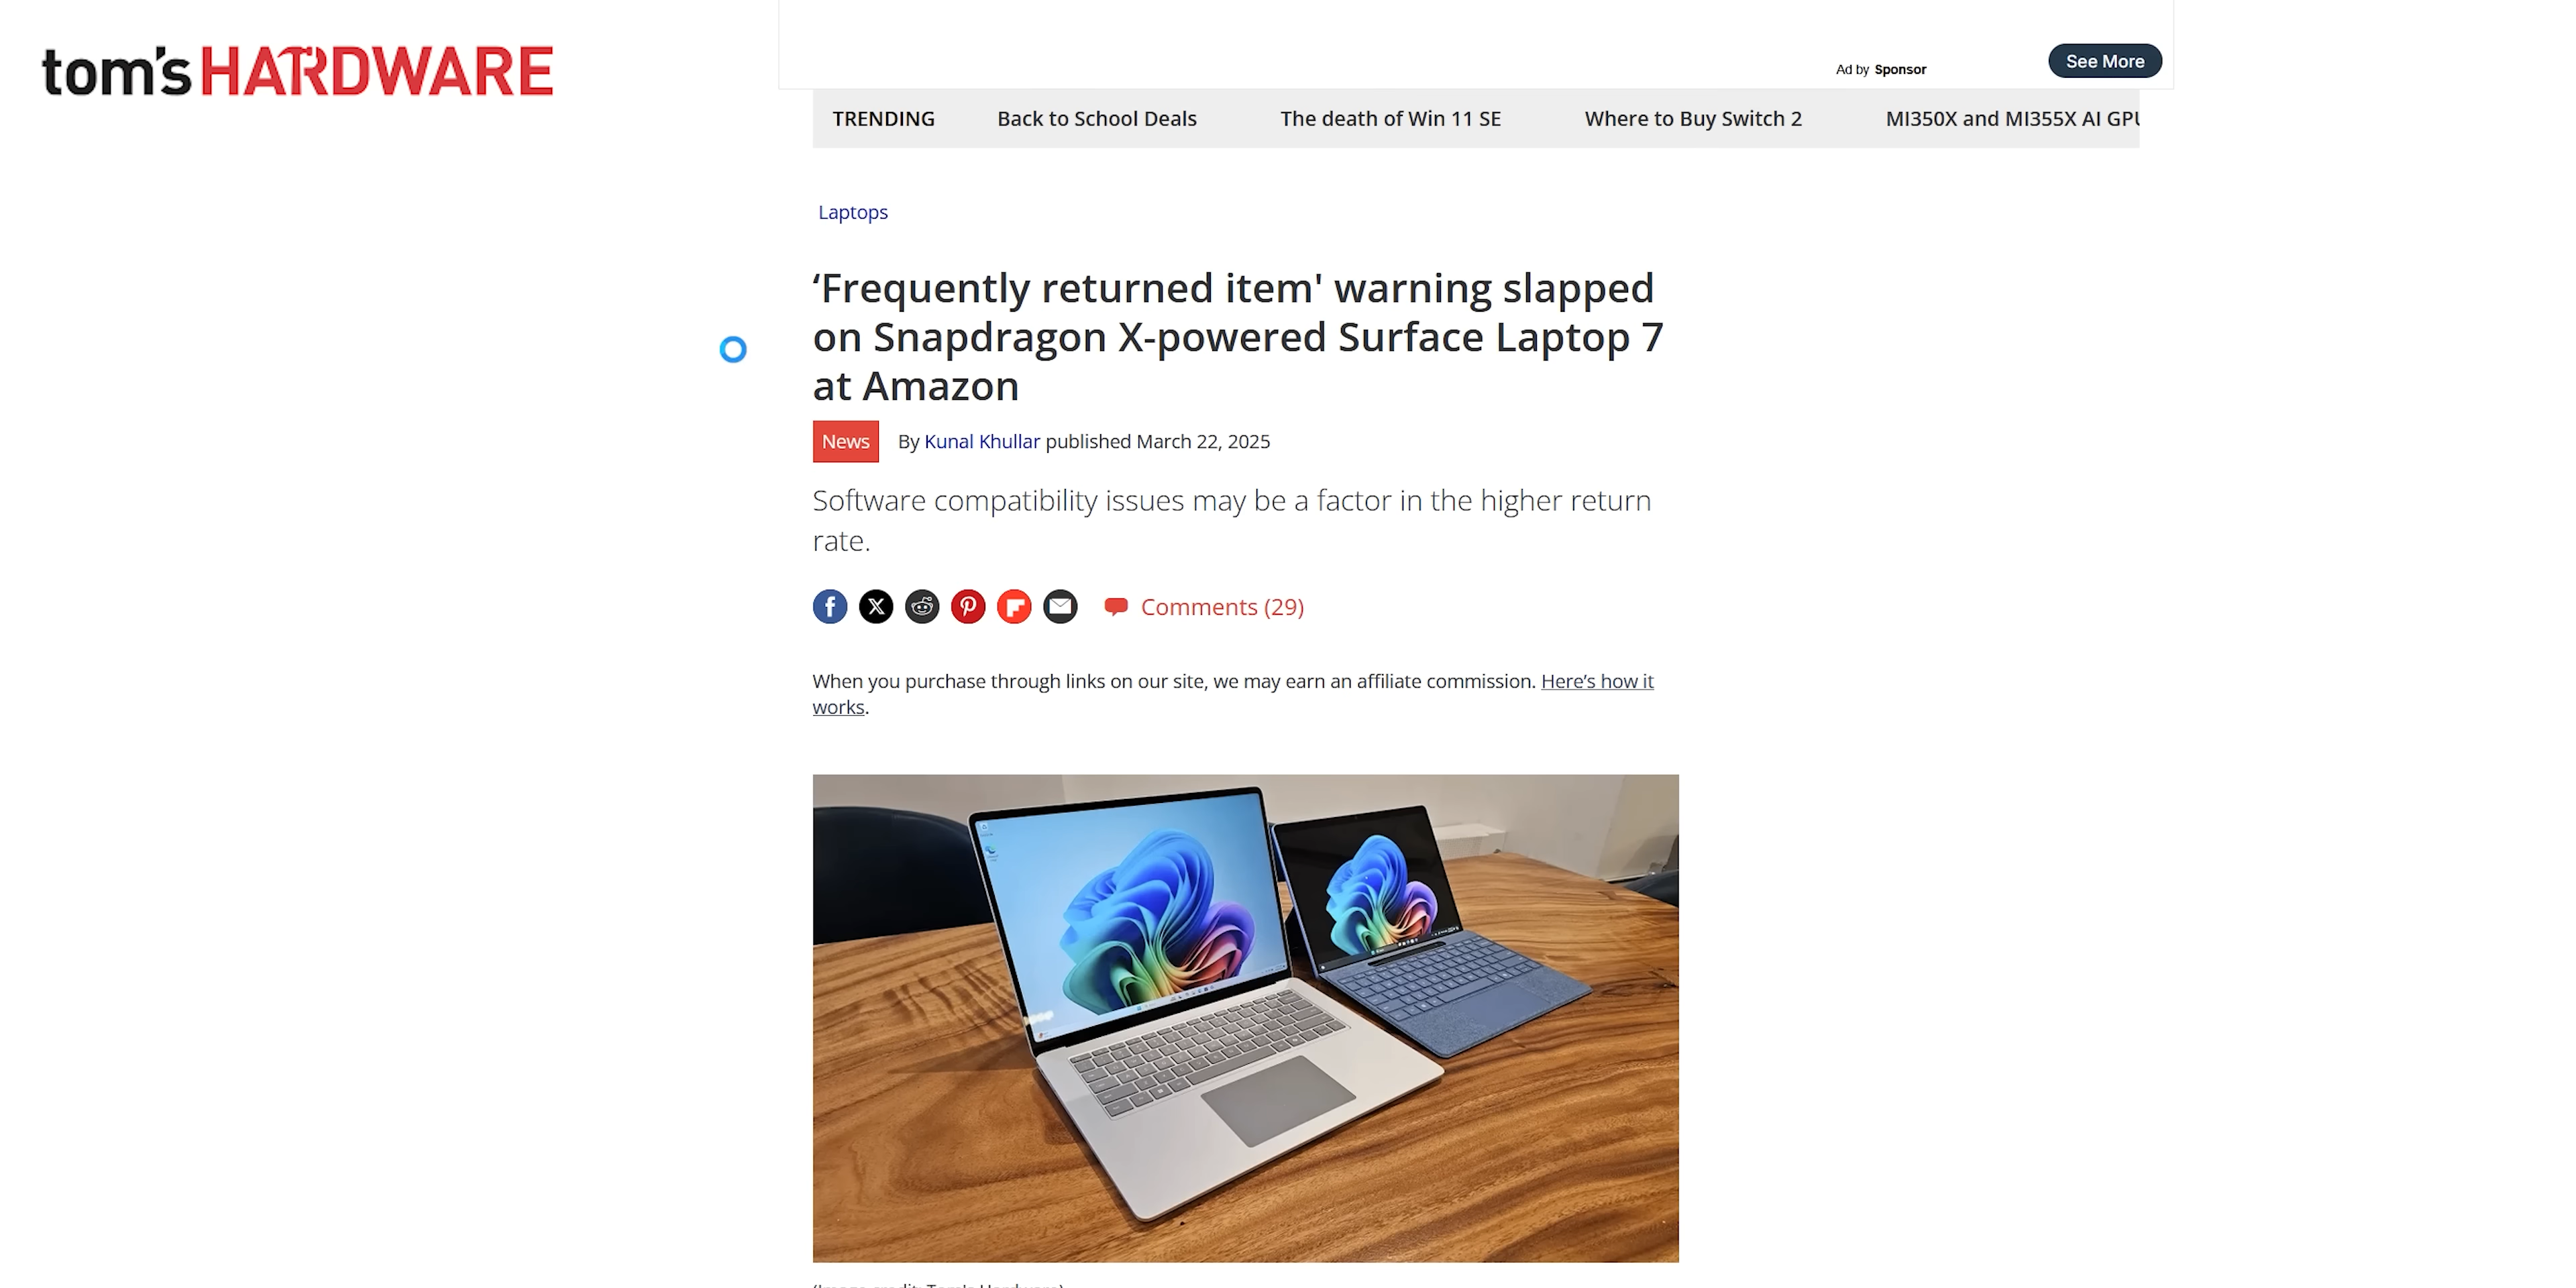 tom's HARDWARE
Ad by Sponsor
See More
TRENDING Back to School Deals The death of Win 11 SE Where to Buy Switch 2 MI350X and MI355X AI GPU
Laptops
‘Frequently returned item' warning slapped
on Snapdragon X-powered Surface Laptop 7
at Amazon
News By Kunal Khullar published March 22, 2025
Software compatibility issues may be a factor in the higher return
rate.
Comments (29)
When you purchase through links on our site, we may earn an affiliate commission. Here’s how it
works.
(Image credit: Tom's Hardware)